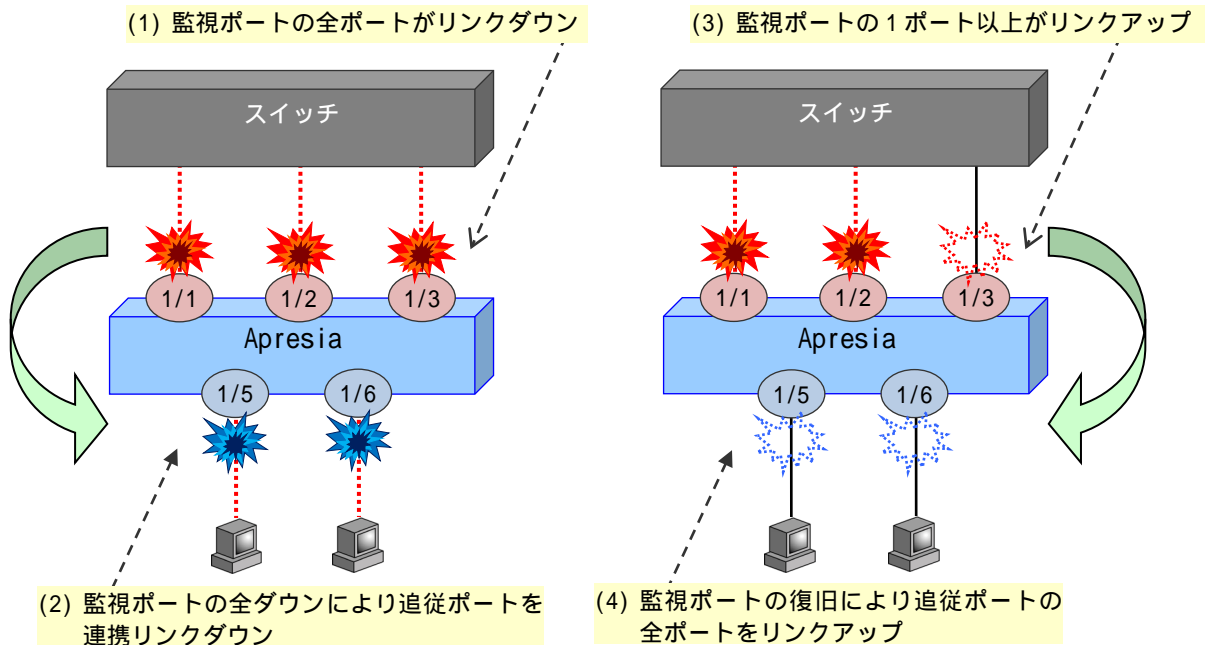 (1) 監視ポートの全ポートがリンクダウン
スイッチ
1/1
1/2
1/3
Apresia
1/5
1/6
(2) 監視ポートの全ダウンにより追従ポートを
連携リンクダウン
(3) 監視ポートの1ポート以上がリンクアップ
スイッチ
1/1
1/2
1/3
Apresia
1/5
1/6
(4) 監視ポートの復旧により追従ポートの
全ポートをリンクアップ